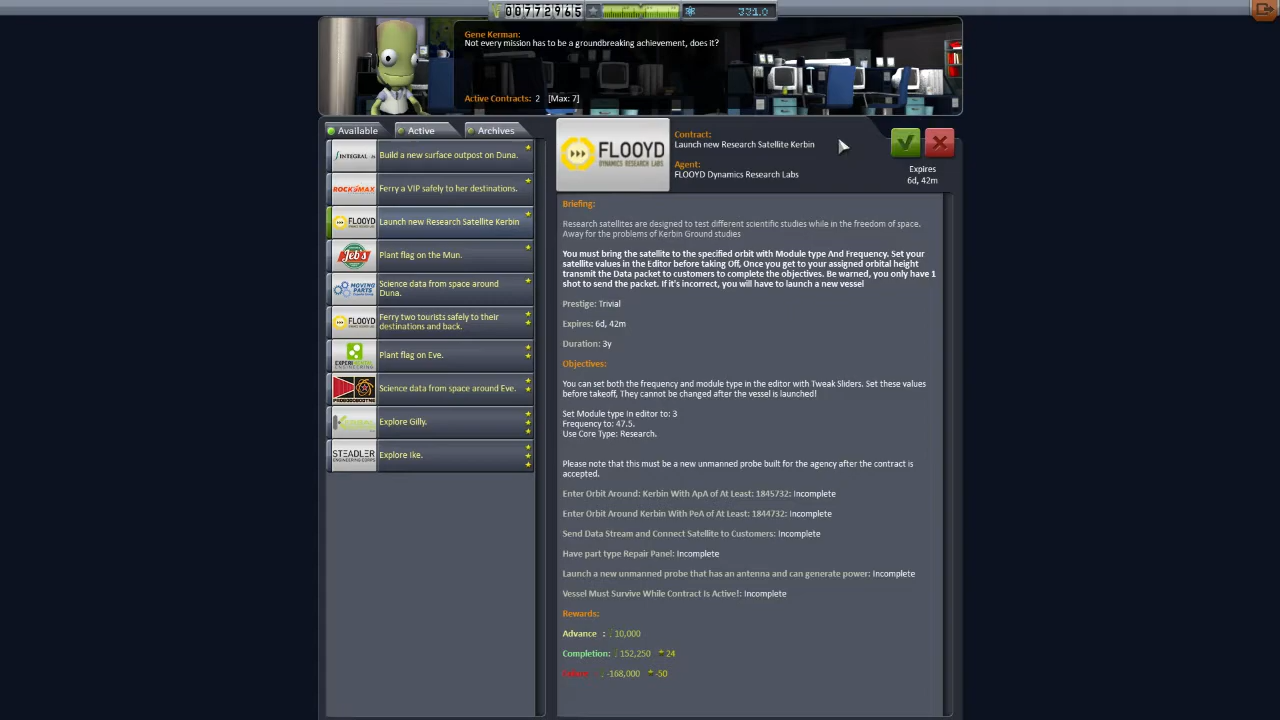 00772965
331.0
Gene Kerman:
Not every mission has to be a groundbreaking achievement, does it?
Active Contracts: 2 [Max: 7]
Available
Active
Archives
INTEGRAL
Build a new surface outpost on Duna.
ROCKOMAX
Ferry a VIP safely to her destinations.
FLOOYD
Launch new Research Satellite Kerbin
Jeb's
Plant flag on the Mun.
MOVING PARTS
Science data from space around
Duna.
FLOOYD
Ferry two tourists safely to their
destinations and back.
EXPERIMENTAL
ENGINEERING
Plant flag on Eve.
PROBODOBODYNE
Science data from space around Eve.
Explore Gilly.
STEADLER
ENGINEERING CORPS
Explore Ike.
FLOOYD
DYNAMICS RESEARCH LABS
Contract:
Launch new Research Satellite Kerbin
Agent:
FLOOYD Dynamics Research Labs
Expires
6d, 42m
Briefing:
Research satellites are designed to test different scientific studies while in the freedom of space.
Away for the problems of Kerbin Ground studies
You must bring the satellite to the specified orbit with Module type And Frequency. Set your
satellite values in the Editor before taking Off, Once you get to your assigned orbital height
transmit the Data packet to customers to complete the objectives. Be warned, you only have 1
shot to send the packet. If it's incorrect, you will have to launch a new vessel
Prestige: Trivial
Expires: 6d, 42m
Duration: 3y
Objectives:
You can set both the frequency and module type in the editor with Tweak Sliders. Set these values
before takeoff, They cannot be changed after the vessel is launched!
Set Module type In editor to: 3
Frequency to: 47.5.
Use Core Type: Research.
Please note that this must be a new unmanned probe built for the agency after the contract is
accepted.
Enter Orbit Around: Kerbin With ApA of At Least: 1845732: Incomplete
Enter Orbit Around Kerbin With PeA of At Least: 1844732: Incomplete
Send Data Stream and Connect Satellite to Customers: Incomplete
Have part type Repair Panel: Incomplete
Launch a new unmanned probe that has an antenna and can generate power: Incomplete
Vessel Must Survive While Contract Is Active!: Incomplete
Rewards:
Advance : 10,000
Completion: 152,250 24
-168,000 -50